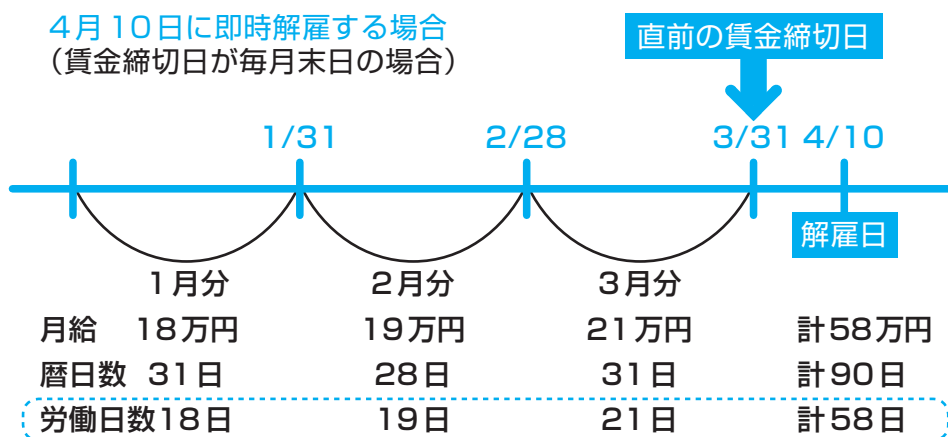 4月10日に即時解雇する場合
（賃金締切日が毎月末日の場合）
直前の賃金締切日
1/31 2/28 3/31 4/10
解雇日
1月分 2月分 3月分
月給 18万円 19万円 21万円 計58万円
暦日数 31日 28日 31日 計90日
労働日数18日 19日 21日 計58日